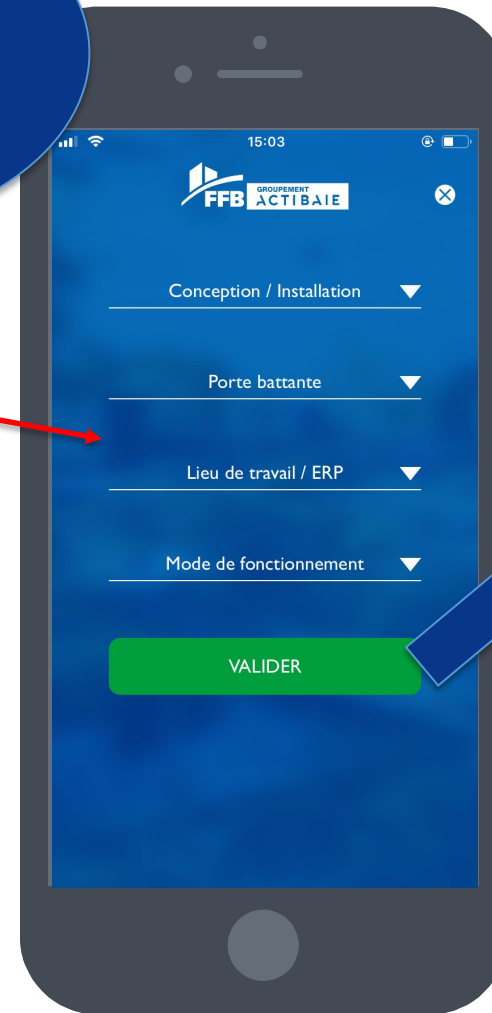 15:03
FFB GROUPEMENT
ACTIBAIE
Conception / Installation
Porte battante
Lieu de travail / ERP
Mode de fonctionnement
VALIDER